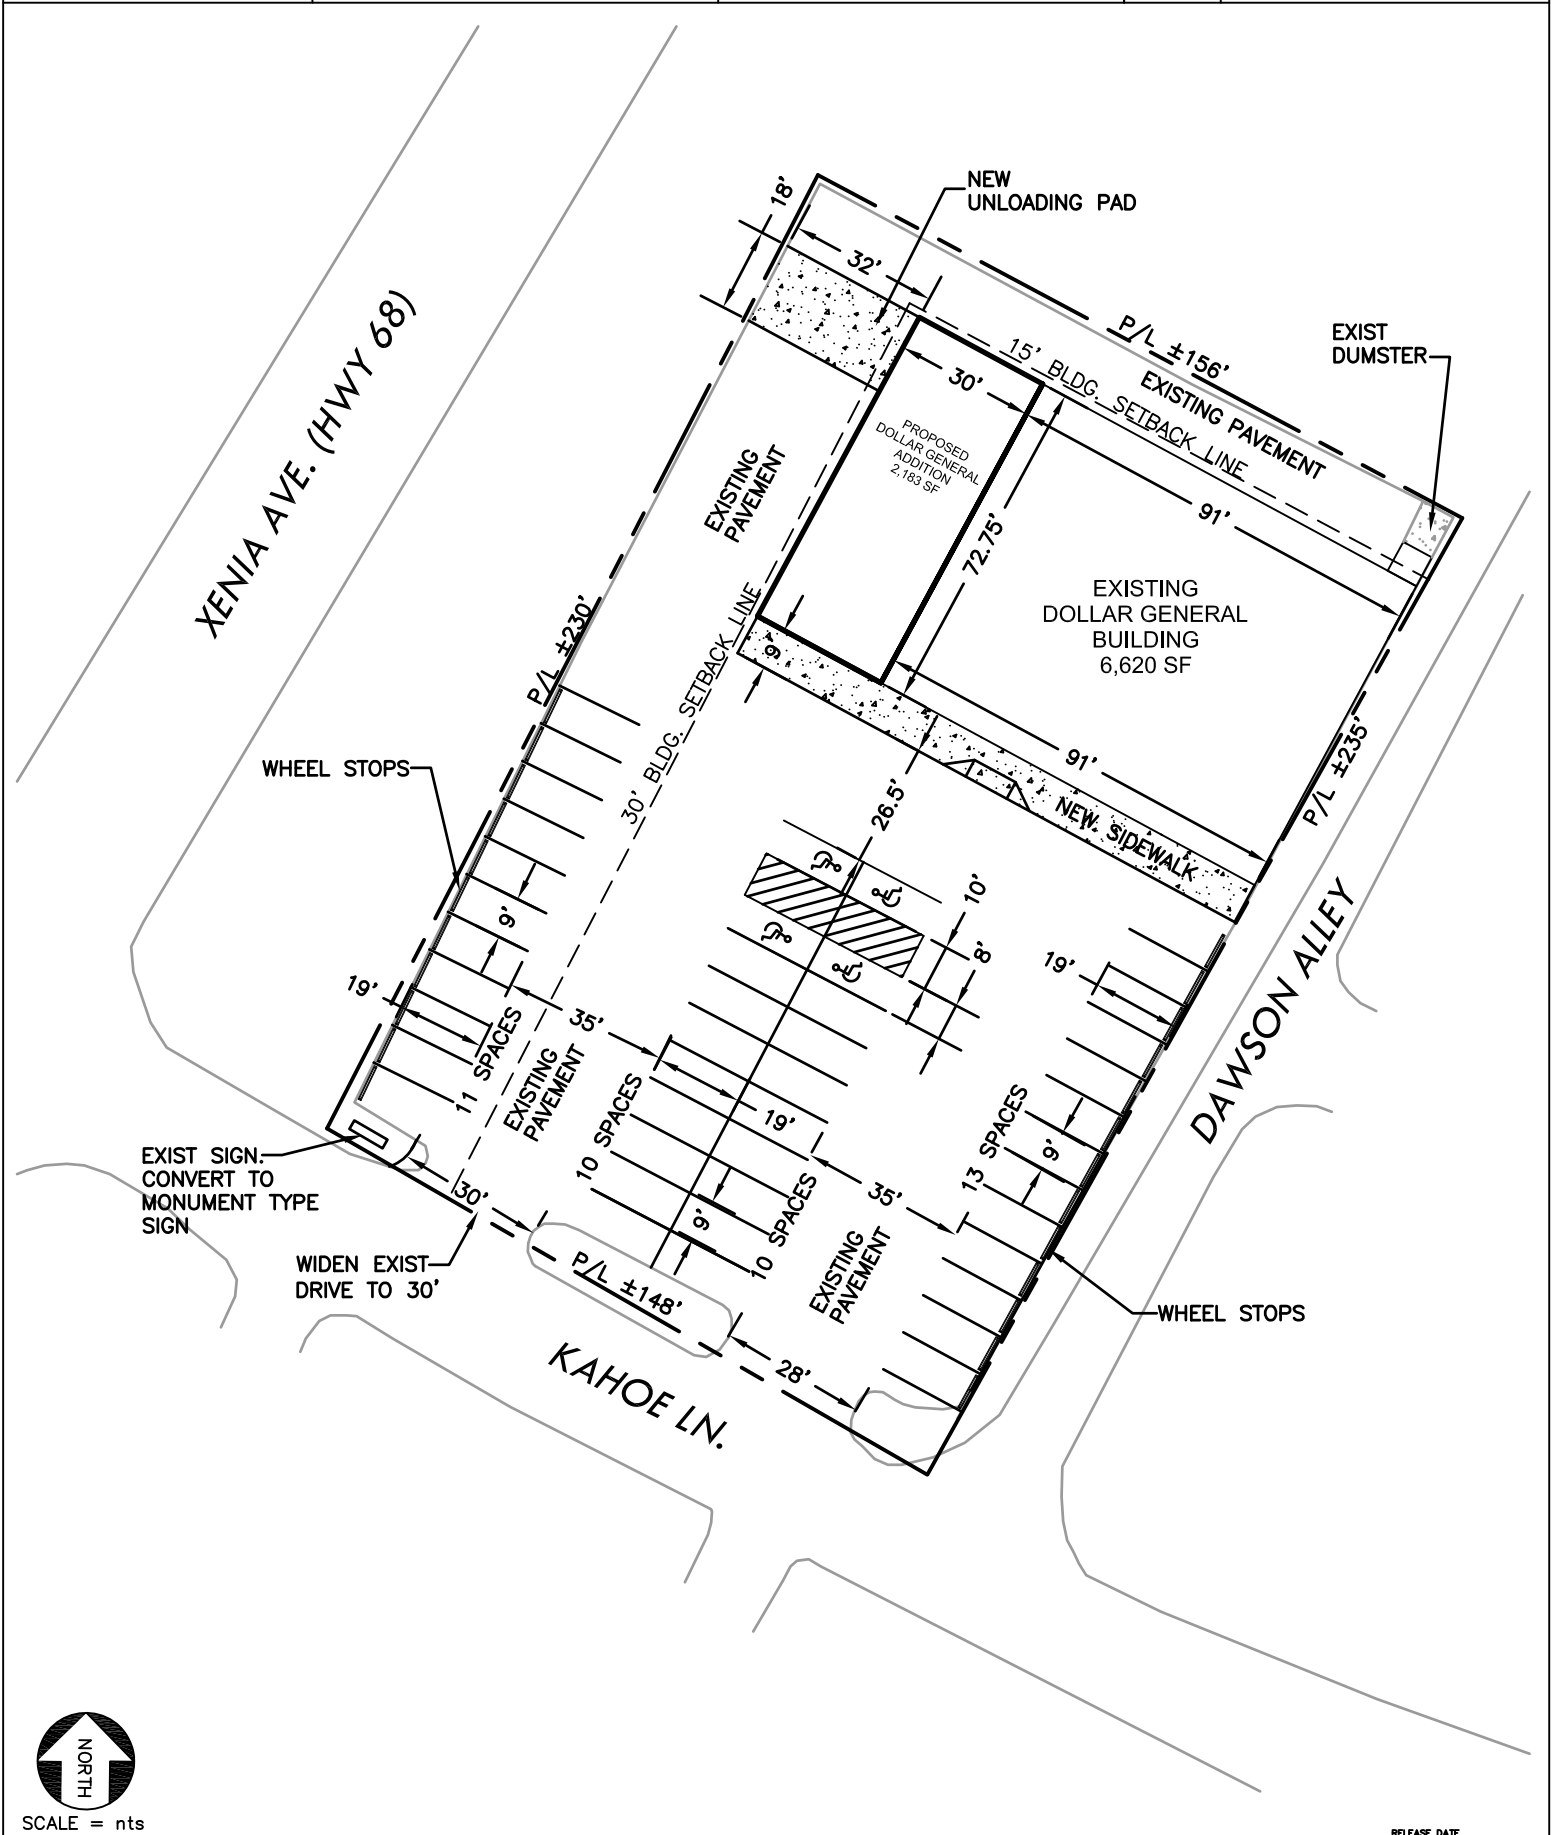 18'
NEW
UNLOADING PAD
32'
P/L ±156'
EXIST
DUMSTER
15' BLDG. SETBACK LINE
EXISTING PAVEMENT
30'
PROPOSED
DOLLAR GENERAL
ADDITION
2,183 SF
XENIA AVE. (HWY 68)
EXISTING
PAVEMENT
91'
72.75'
EXISTING
DOLLAR GENERAL
BUILDING
6,620 SF
P/L ±230'
9'
30' BLDG. SETBACK LINE
P/L ±235'
WHEEL STOPS
91'
26.5'
NEW SIDEWALK
9'
10'
8'
19'
19'
DAWSON ALLEY
35'
11 SPACES
EXISTING
PAVEMENT
10 SPACES
19'
13 SPACES
9'
EXIST SIGN.
CONVERT TO
MONUMENT TYPE
SIGN
30'
35'
9'
10 SPACES
EXISTING
PAVEMENT
WIDEN EXIST
DRIVE TO 30'
P/L ±148'
WHEEL STOPS
KAHOE LN.
28'
NORTH
SCALE = nts
RELEASE DATE